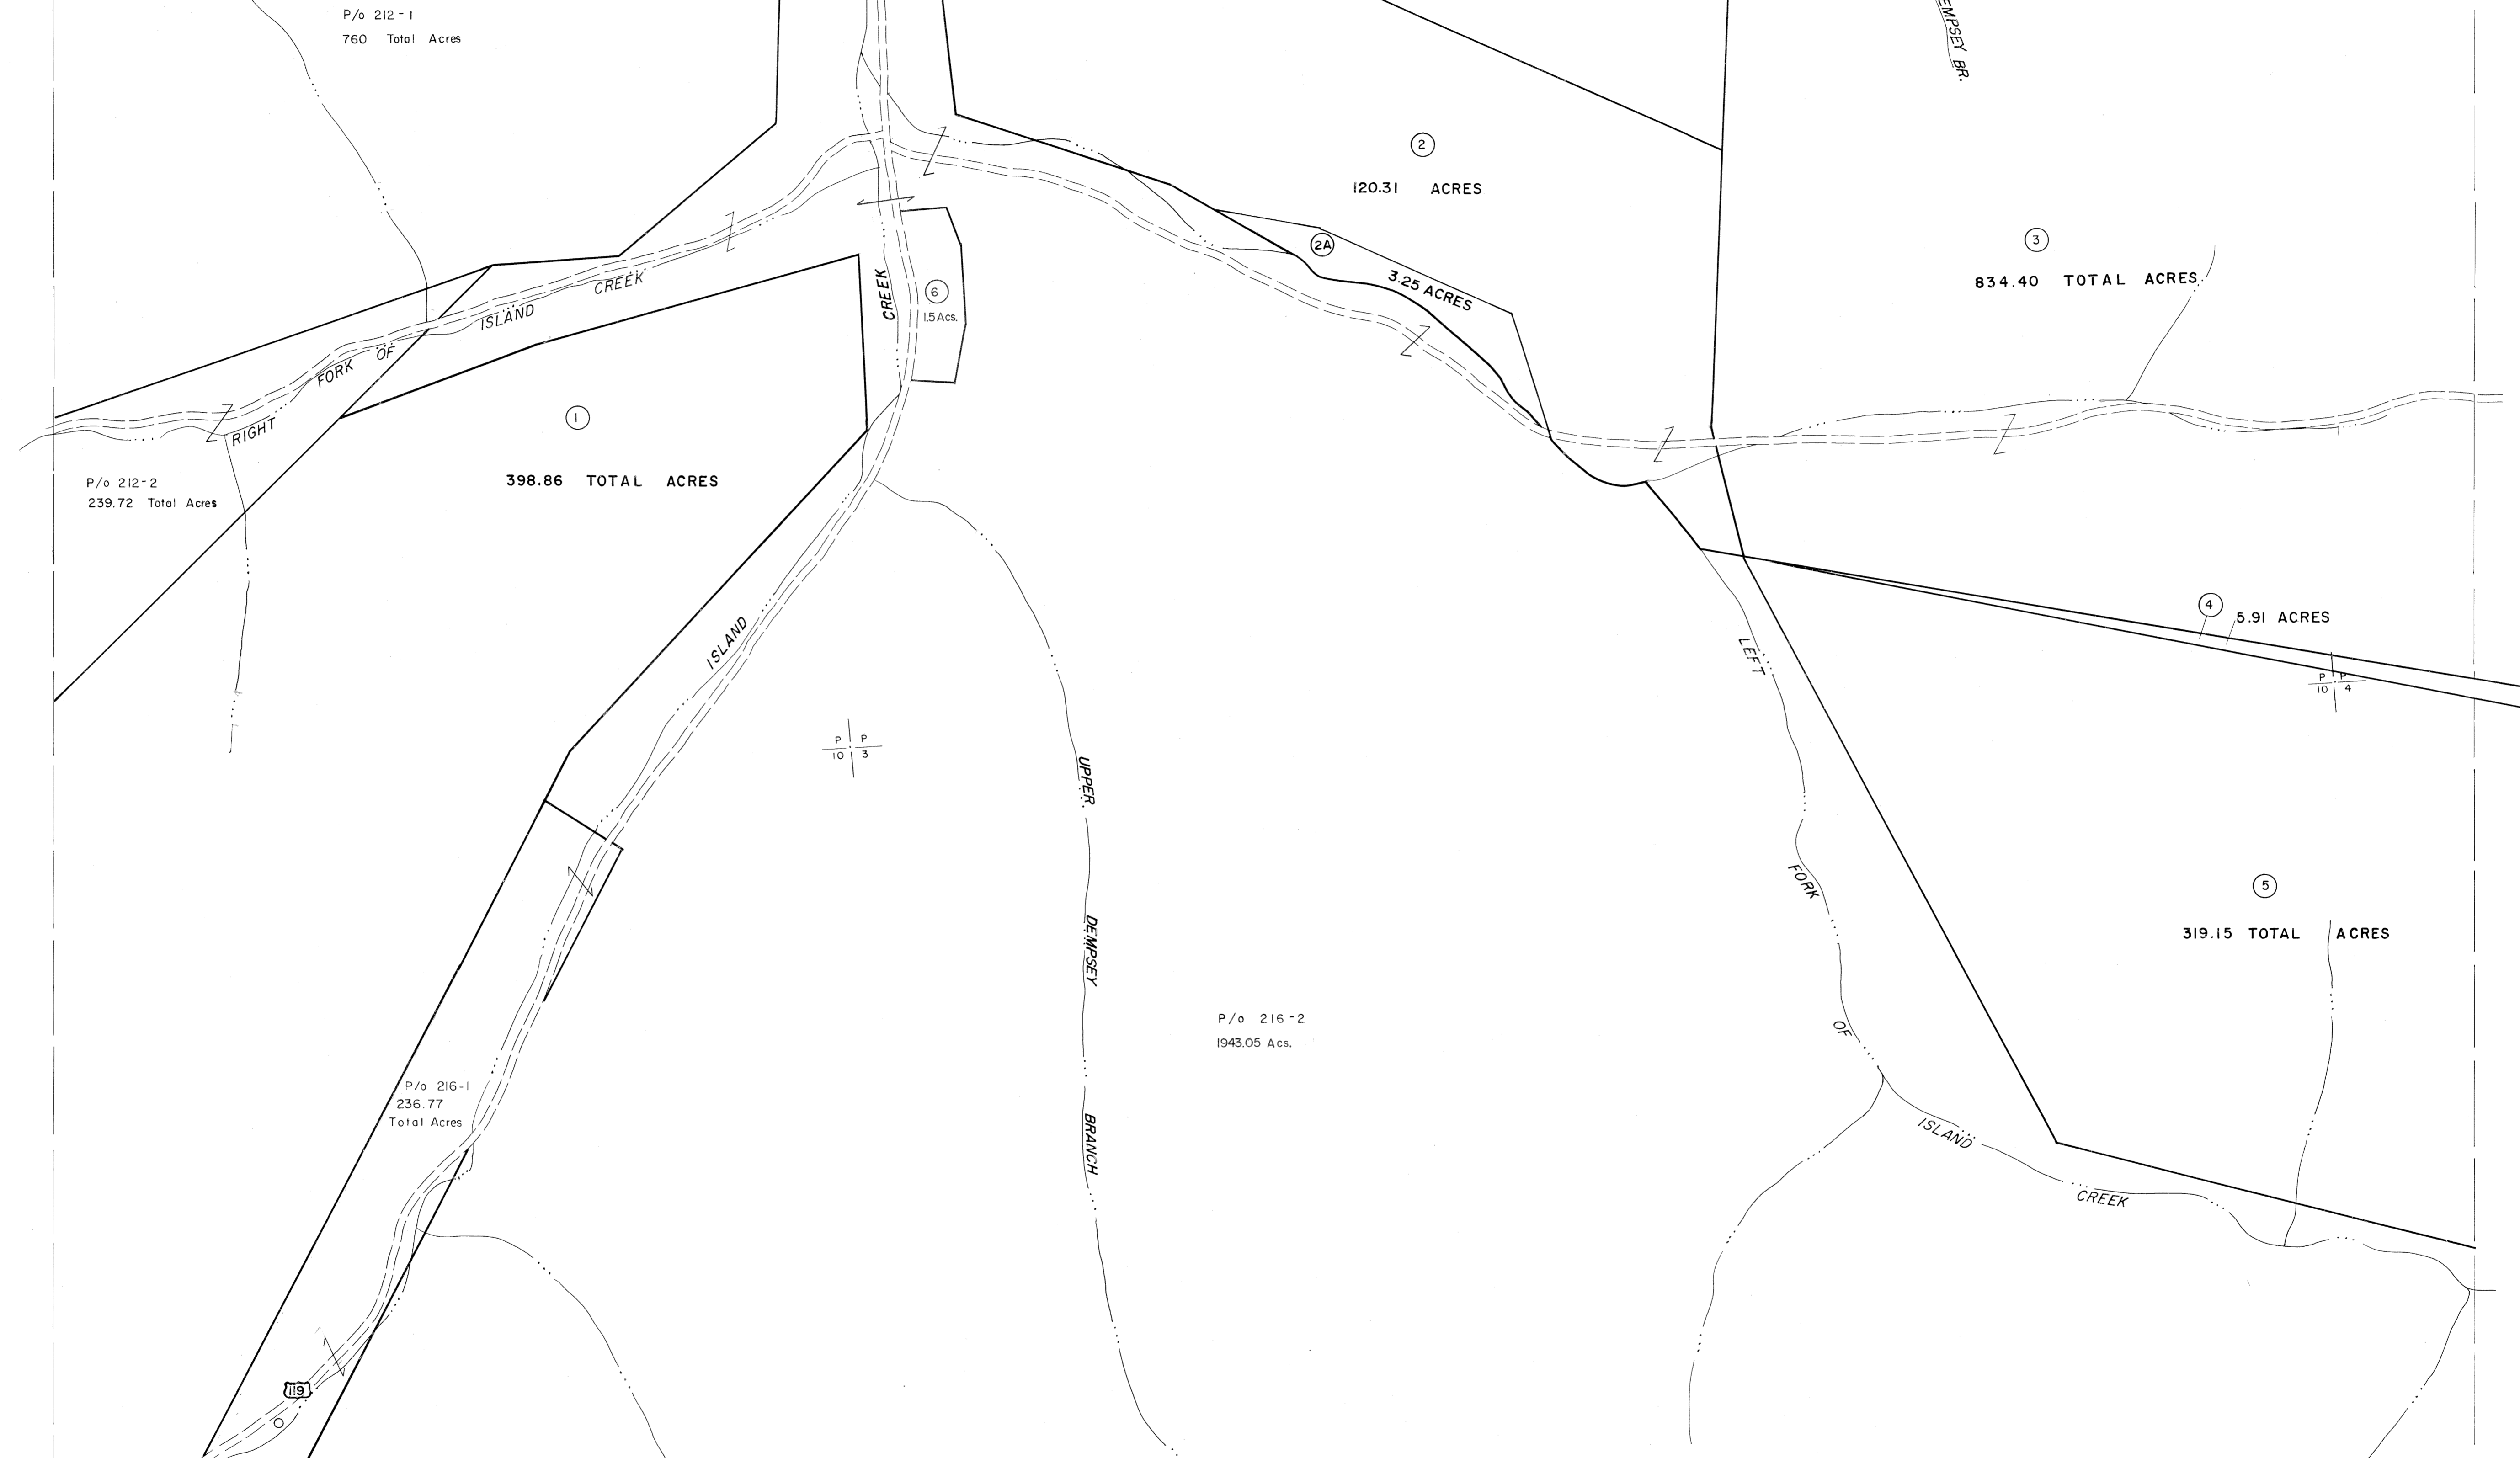 P/o 212-1
760 Total Acres
EMPSEY BR.
2
120.31 ACRES
2A
3.25 ACRES
3
834.40 TOTAL ACRES
6
1.5 Acs.
CREEK
RIGHT FORK OF ISLAND CREEK
1
398.86 TOTAL ACRES
P/o 212-2
239.72 Total Acres
ISLAND
4
5.91 ACRES
P P
10 4
P P
10 3
LEFT FORK OF ISLAND CREEK
UPPER DEMPSEY BRANCH
5
319.15 TOTAL ACRES
P/o 216-2
1943.05 Acs.
P/o 216-1
236.77
Total Acres
119